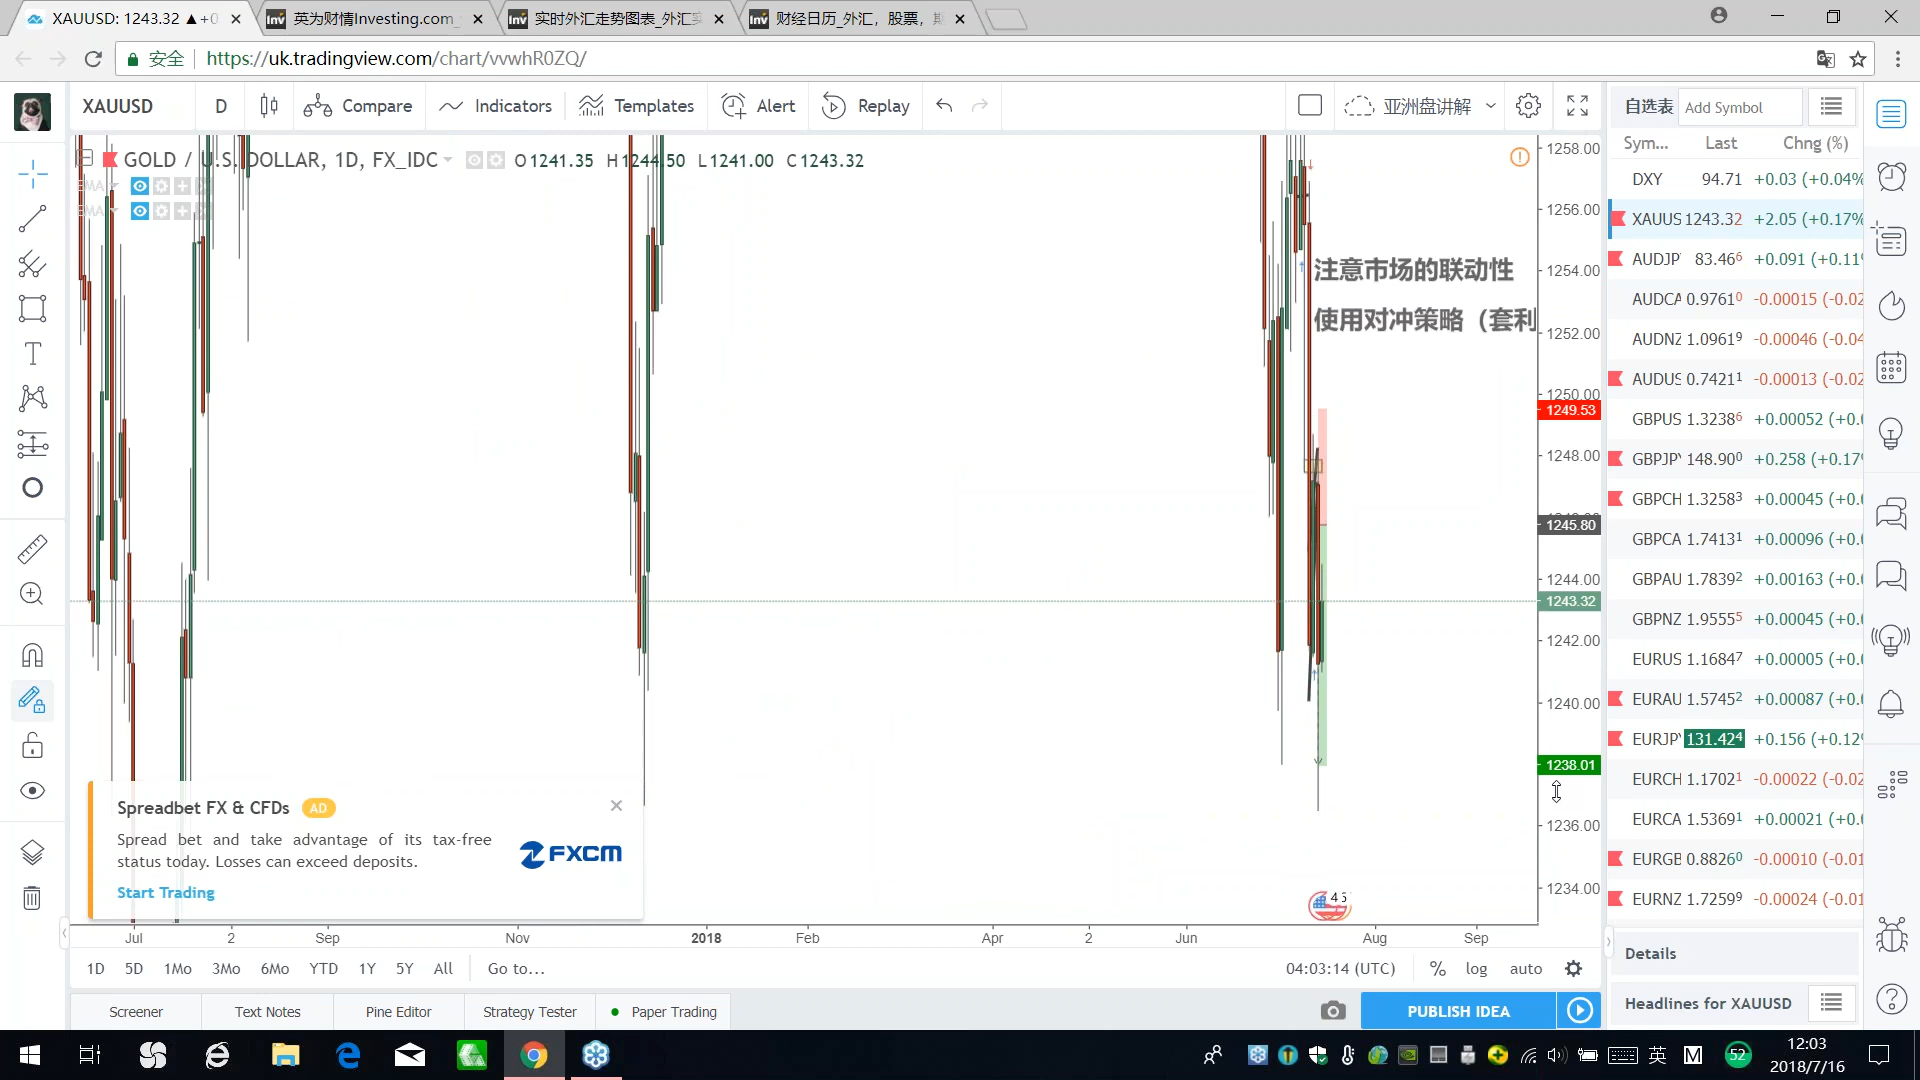 XAUUSD: 1243.32 ▲+0
英为财情Investing.com_
实时外汇走势图表_外汇
财经日历_外汇，股票，
安全
https://uk.tradingview.com/chart/vvwhR0ZQ/
XAUUSD
D
Compare
Indicators
Templates
Alert
Replay
亚洲盘讲解
自选表
Add Symbol
GOLD / U.S. DOLLAR, 1D, FX_IDC
O1241.35 H1244.50 L1241.00 C1243.32
EMA
EMA
注意市场的联动性
使用对冲策略（套利
1258.00
1256.00
1254.00
1252.00
1250.00
1249.53
1248.00
1245.80
1244.00
1243.32
1242.00
1240.00
1238.01
1236.00
1234.00
Sym... Last Chng (%)
DXY 94.71 +0.03 (+0.04%
XAUUS 1243.32 +2.05 (+0.17%
AUDJP 83.466 +0.091 (+0.11
AUDCA 0.97610 -0.00015 (-0.02
AUDNZ 1.09619 -0.00046 (-0.04
AUDUS 0.74211 -0.00013 (-0.02
GBPUS 1.32386 +0.00052 (+0.
GBPJPY 148.900 +0.258 (+0.17
GBPCH 1.32583 +0.00045 (+0.
GBPCA 1.74131 +0.00096 (+0.
GBPAU 1.78392 +0.00163 (+0.
GBPNZ 1.95555 +0.00045 (+0.
EURUS 1.16847 +0.00005 (+0.
EURAU 1.57452 +0.00087 (+0.
EURJPY 131.424 +0.156 (+0.12
EURCH 1.17021 -0.00022 (-0.02
EURCA 1.53691 +0.00021 (+0.
EURGB 0.88260 -0.00010 (-0.01
EURNZ 1.72599 -0.00024 (-0.01
Details
Headlines for XAUUSD
Spreadbet FX & CFDs AD
Spread bet and take advantage of its tax-free
status today. Losses can exceed deposits.
Start Trading
FXCM
45
Jul 2 Sep Nov 2018 Feb Apr 2 Jun Aug Sep
1D 5D 1Mo 3Mo 6Mo YTD 1Y 5Y All Go to...
04:03:14 (UTC) % log auto
Screener Text Notes Pine Editor Strategy Tester Paper Trading
PUBLISH IDEA
英
M
52
12:03
2018/7/16